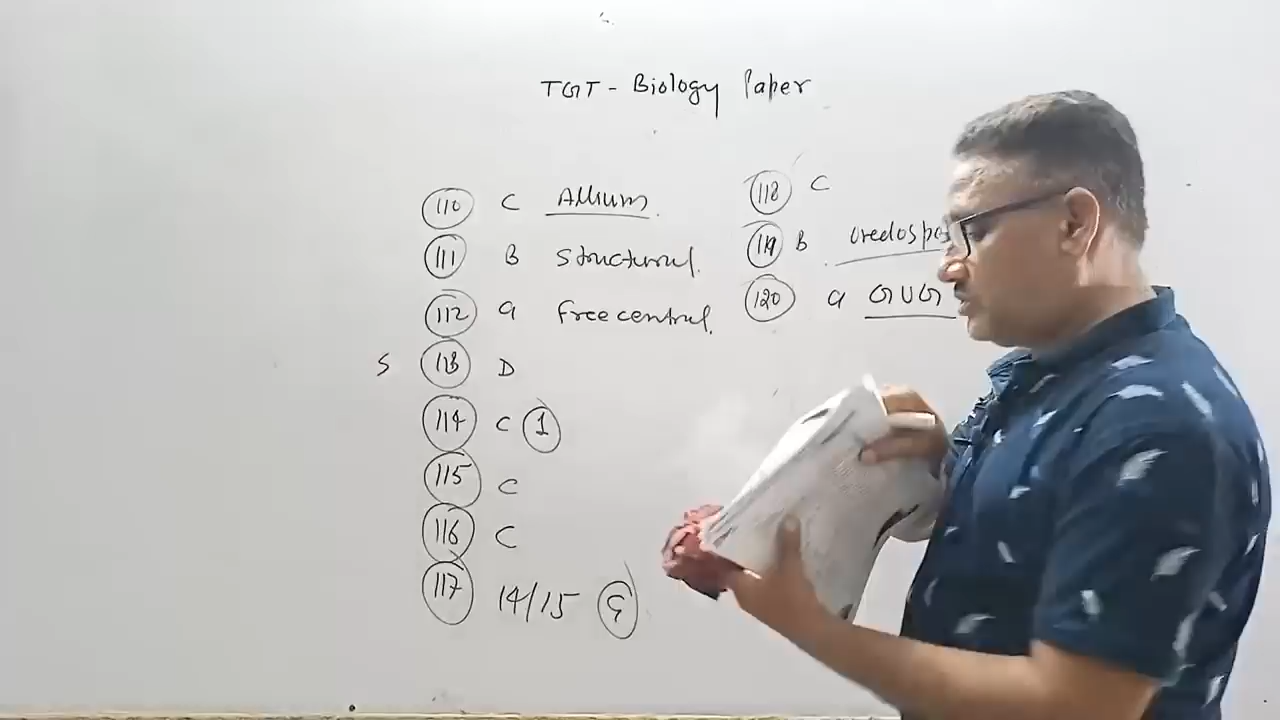 TGT - Biology Paper
110 C Allium.
111 B Structural.
112 a free central.
S 113 D
114 C 1
115 C
116 C
117 14/15 9
118 C
119 B Uredospo
120 a GUG